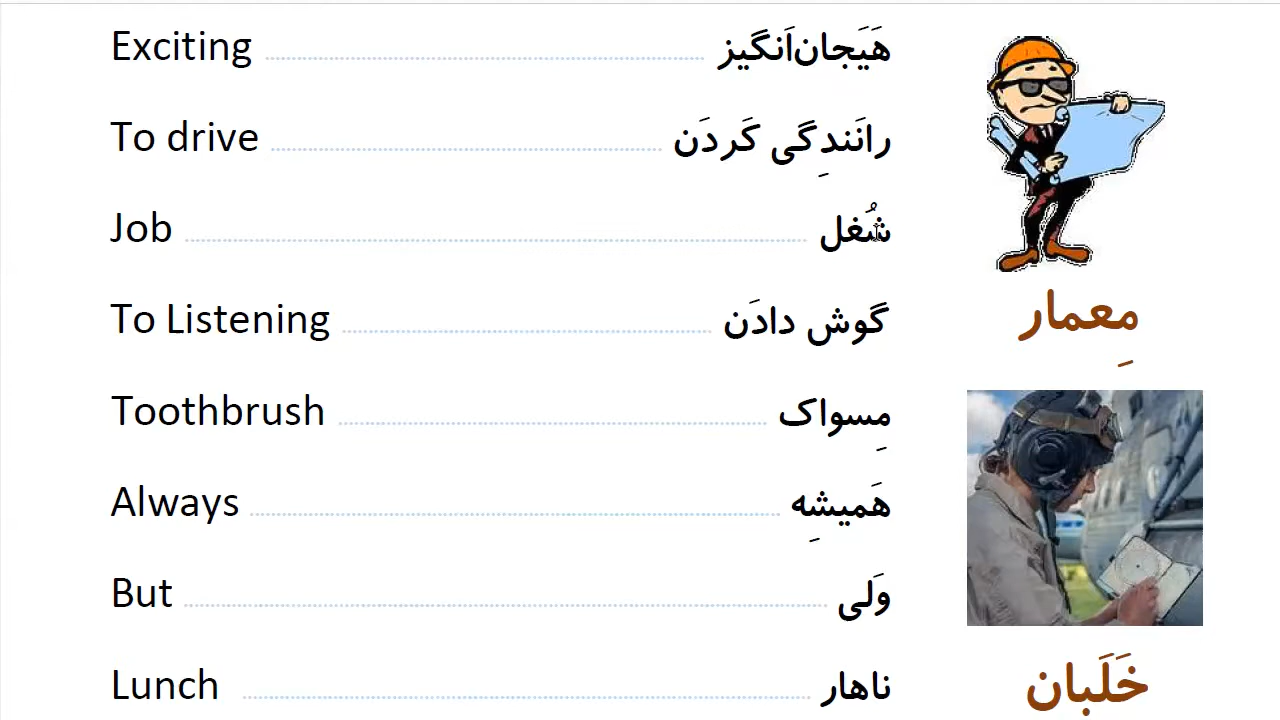 Exciting ........ هَیَجان‌اَنگیز
To drive ........ رانَندِگی کَردَن
Job ........ شُغل
To Listening ........ گوش دادَن
مِعمار
Toothbrush ........ مِسواک
Always ........ هَمیشِه
But ........ وَلی
Lunch ........ ناهار
خَلَبان